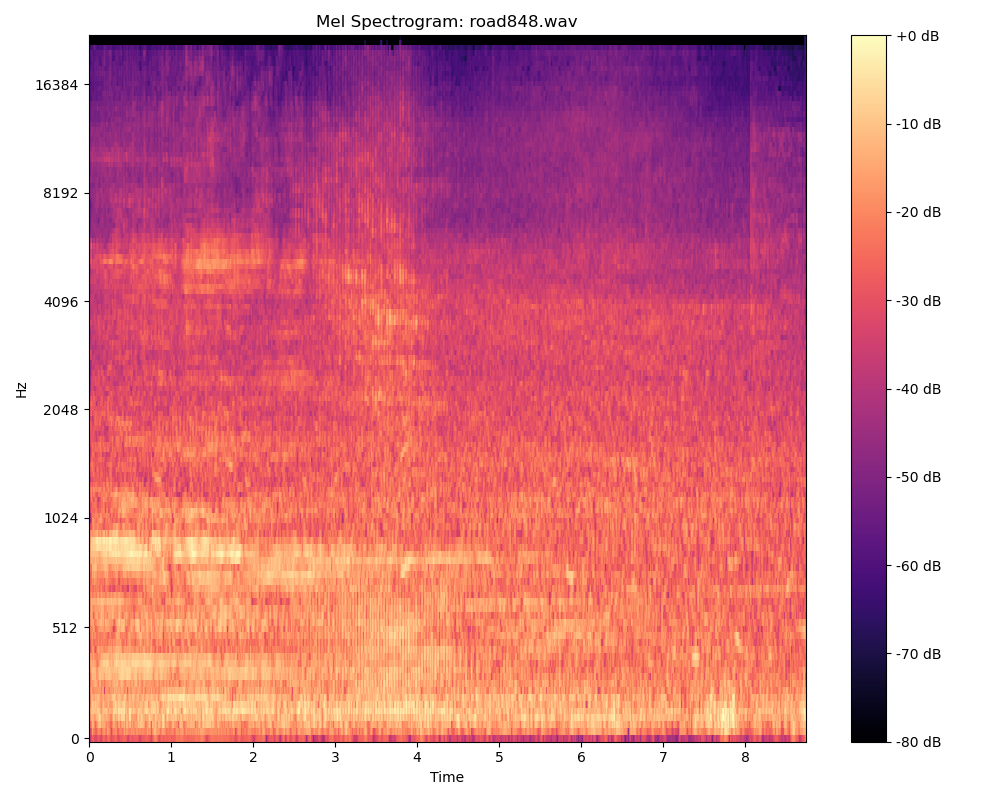 Mel Spectrogram: road848.wav
+0 dB
16384
-10 dB
8192
-20 dB
4096
-30 dB
Hz
2048
-40 dB
1024
-50 dB
512
-60 dB
0
-70 dB
-80 dB
0 1 2 3 4 5 6 7 8
Time